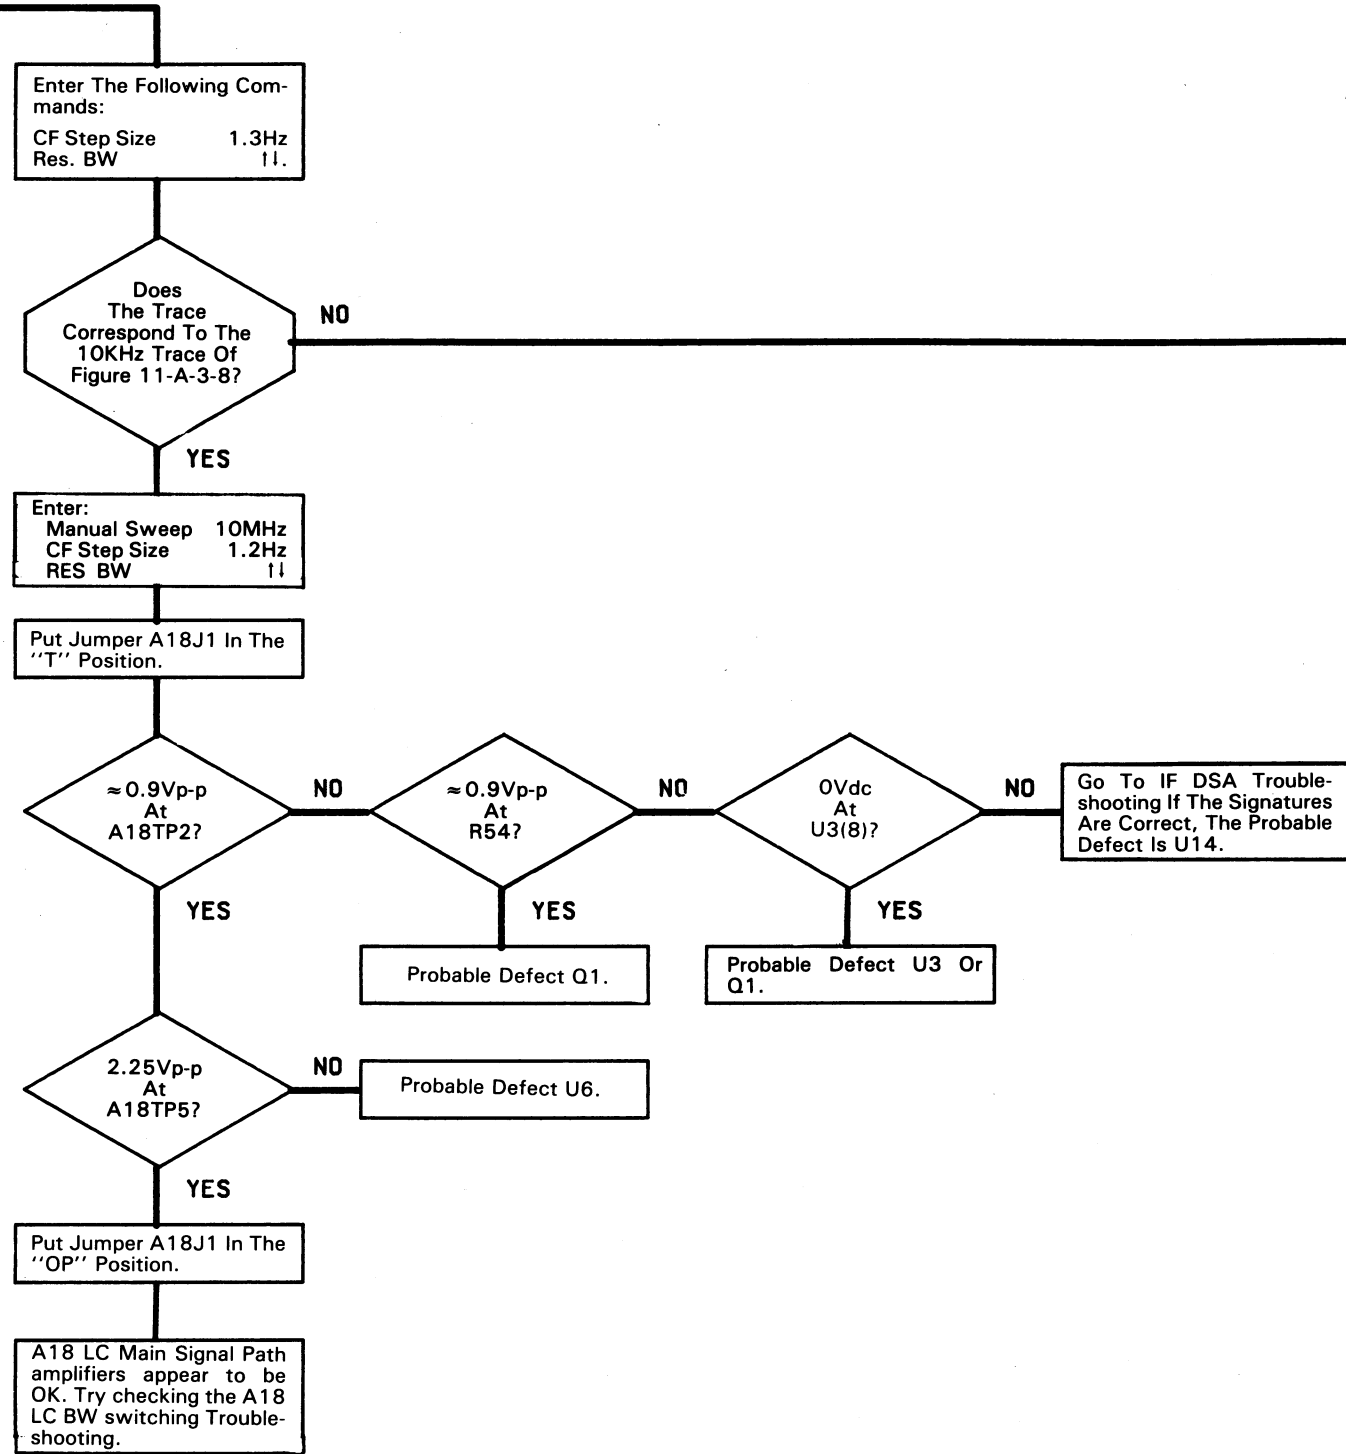 Enter The Following Com-
mands:
CF Step Size 1.3Hz
Res. BW ↑↓.
Does
The Trace
Correspond To The
10KHz Trace Of
Figure 11-A-3-8?
NO
YES
Enter:
Manual Sweep 10MHz
CF Step Size 1.2Hz
RES BW ↑↓
Put Jumper A18J1 In The
"T" Position.
≈0.9Vp-p
At
A18TP2?
NO
≈0.9Vp-p
At
R54?
NO
0Vdc
At
U3(8)?
NO
Go To IF DSA Trouble-
shooting If The Signatures
Are Correct, The Probable
Defect Is U14.
YES
YES
YES
Probable Defect Q1.
Probable Defect U3 Or
Q1.
2.25Vp-p
At
A18TP5?
NO
Probable Defect U6.
YES
Put Jumper A18J1 In The
''OP'' Position.
A18 LC Main Signal Path
amplifiers appear to be
OK. Try checking the A18
LC BW switching Trouble-
shooting.